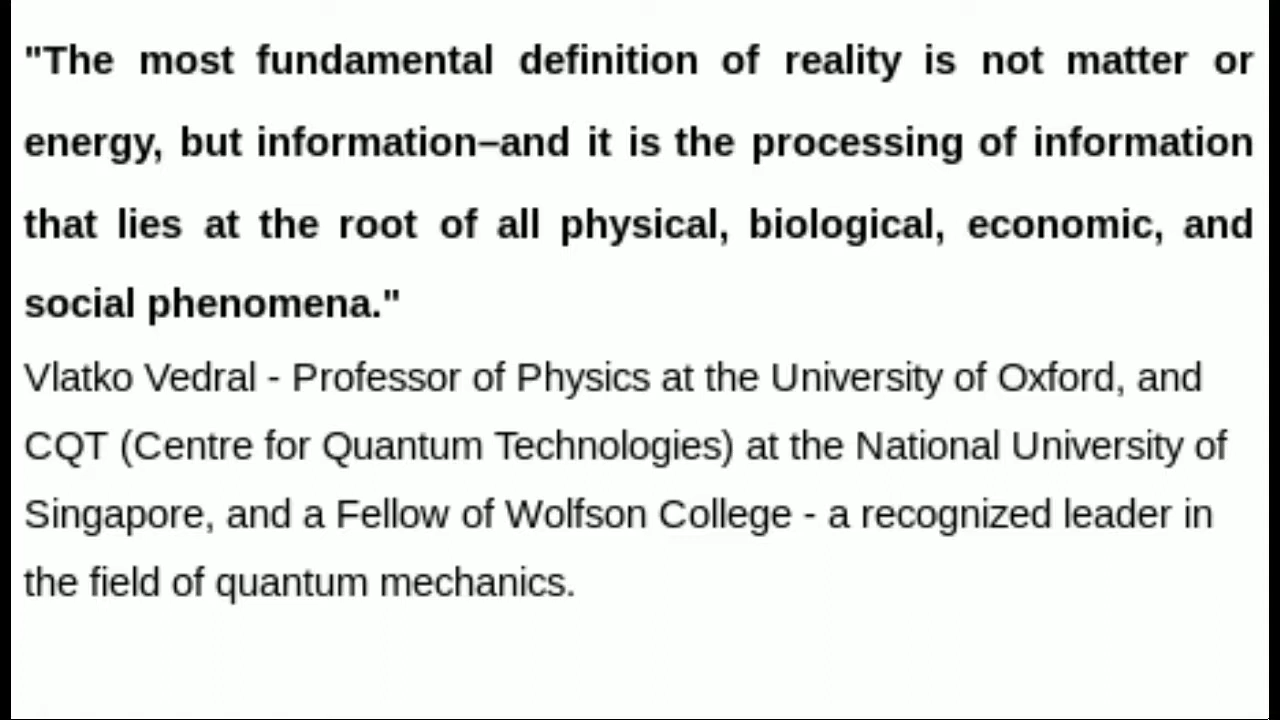 "The most fundamental definition of reality is not matter or
energy, but information–and it is the processing of information
that lies at the root of all physical, biological, economic, and
social phenomena."
Vlatko Vedral - Professor of Physics at the University of Oxford, and
CQT (Centre for Quantum Technologies) at the National University of
Singapore, and a Fellow of Wolfson College - a recognized leader in
the field of quantum mechanics.